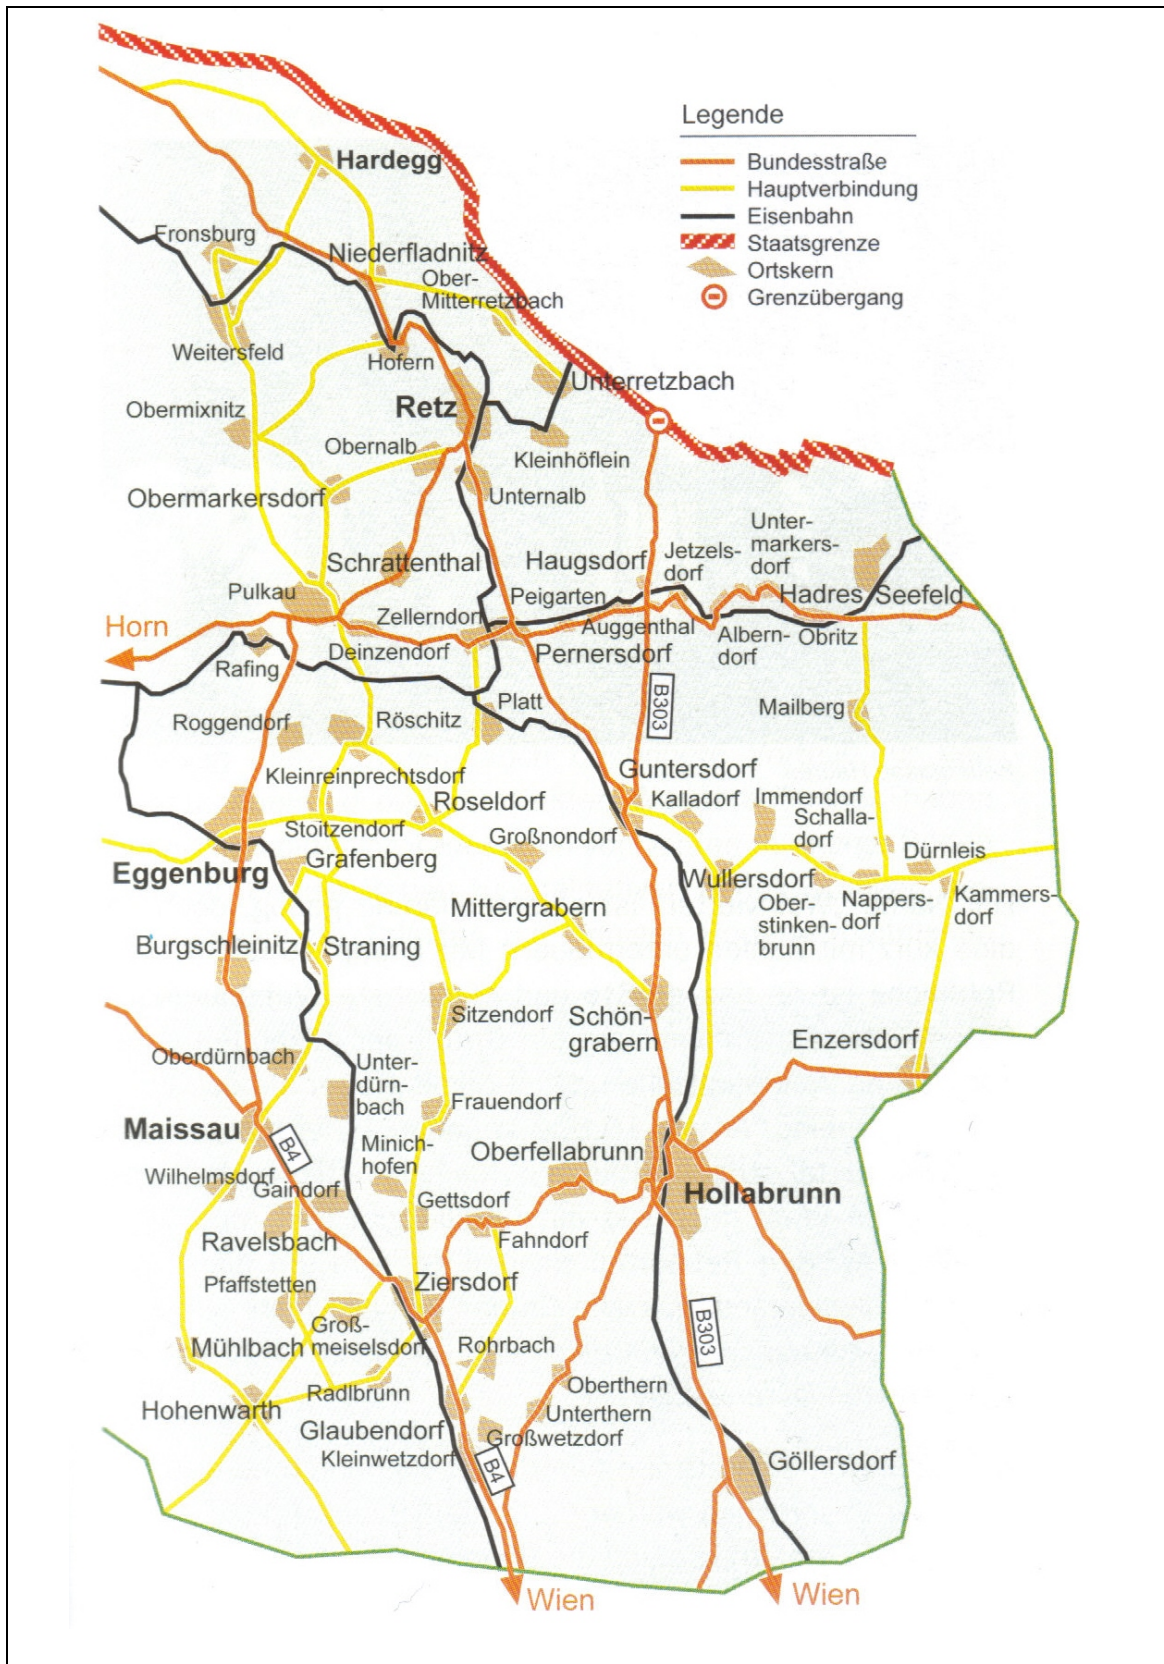 Legende
Bundesstraße
Hauptverbindung
Eisenbahn
Staatsgrenze
Ortskern
Grenzübergang
Hardegg
Fronsburg
Niederfladnitz
Ober-
Mitterretzbach
Weitersfeld
Hofern
Unterretzbach
Retz
Obermixnitz
Obernalb
Kleinhöflein
Obermarkersdorf
Unternalb
Unter-
markers-
dorf
Schrattenthal
Haugsdorf
Jetzels-
dorf
Pulkau
Peigarten
Hadres
Seefeld
Zellerndorf
Horn
Deinzendorf
Auggenthal
Albern-
dorf
Obritz
Rafing
Pernersdorf
B303
Platt
Mailberg
Roggendorf
Röschitz
Guntersdorf
Kleinreinprechtsdorf
Roseldorf
Kalladorf
Immendorf
Schalla-
dorf
Stoitzendorf
Großnondorf
Grafenberg
Dürnleis
Eggenburg
Wullersdorf
Ober-
stinken-
brunn
Nappers-
dorf
Kammers-
dorf
Mittergrabern
Burgschleinitz
Straning
Sitzendorf
Schön-
grabern
Enzersdorf
Oberdürnbach
Unter-
dürn-
bach
Frauendorf
Maissau
B4
Minich-
hofen
Oberfellabrunn
Wilhelmsdorf
Gaindorf
Gettsdorf
Hollabrunn
Ravelsbach
Fahndorf
Pfaffstetten
Ziersdorf
Groß-
meiselsdorf
B303
Mühlbach
Rohrbach
Radlbrunn
Oberthern
Hohenwarth
Unterthern
Glaubendorf
Großwetzdorf
Kleinwetzdorf
B4
Göllersdorf
Wien
Wien